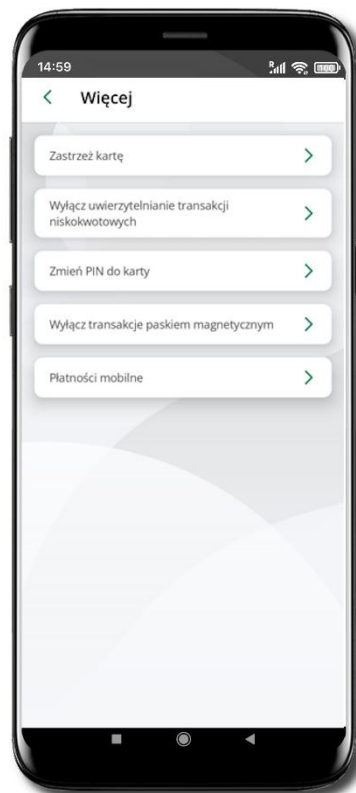 14:59
R
Więcej
Zastrzeż kartę
Wyłącz uwierzytelnianie transakcji
niskokwotowych
Zmień PIN do karty
Wyłącz transakcje paskiem magnetycznym
Płatności mobilne